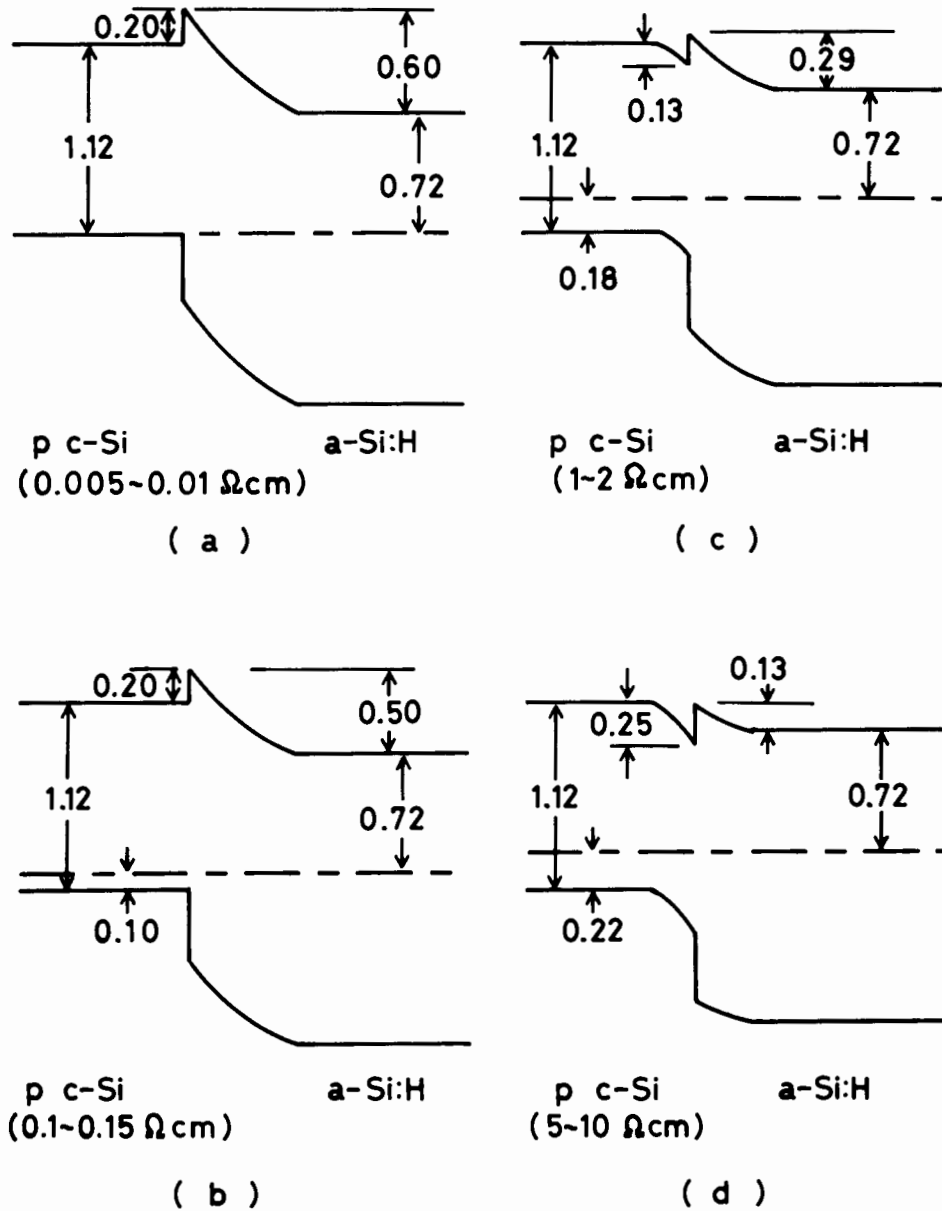 0.20
0.60
1.12
0.72
p c-Si
a-Si:H
(0.005~0.01 Ωcm)
( a )
0.29
0.13
1.12
0.72
0.18
p c-Si
a-Si:H
(1~2 Ωcm)
( c )
0.20
0.50
1.12
0.72
0.10
p c-Si
a-Si:H
(0.1~0.15 Ωcm)
( b )
0.13
0.25
1.12
0.72
0.22
p c-Si
a-Si:H
(5~10 Ωcm)
( d )